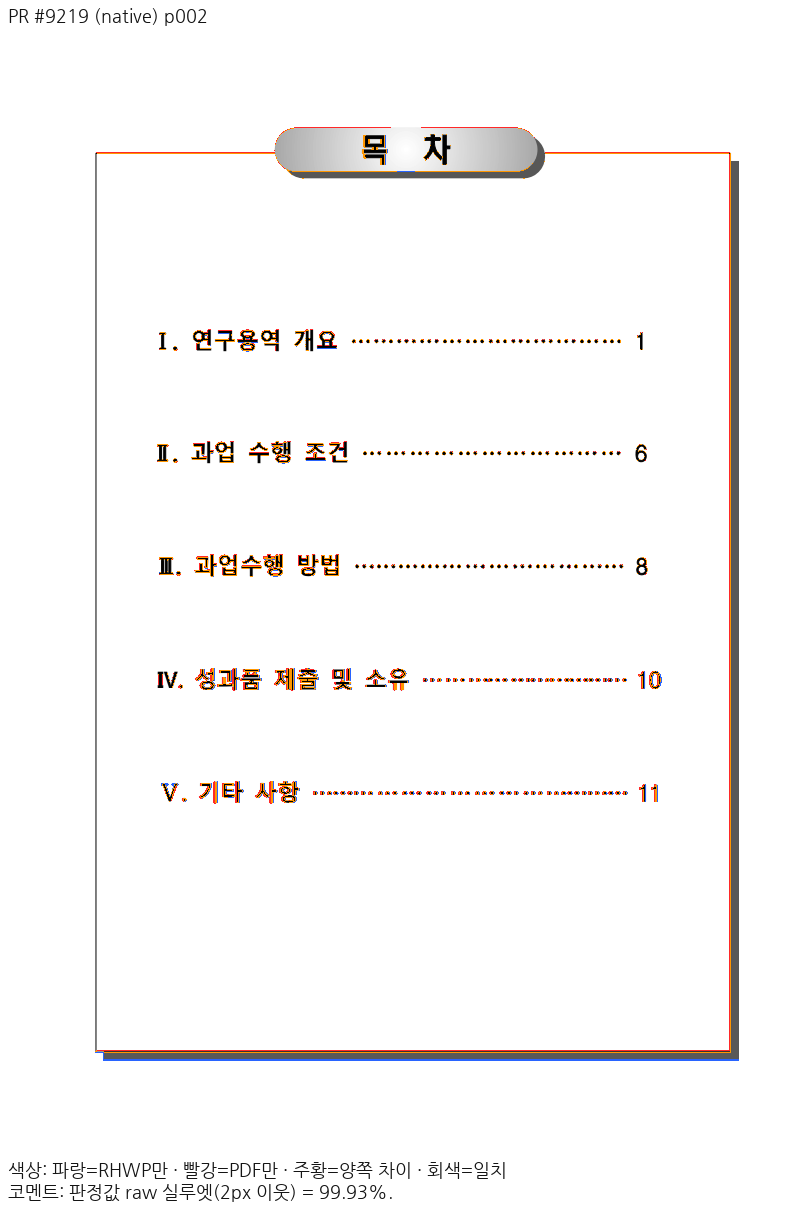 PR #9219 (native) p002
목 차
Ⅰ. 연구용역 개요 ………………………………… 1
Ⅱ. 과업 수행 조건 ……………………………… 6
Ⅲ. 과업수행 방법 ………………………………… 8
Ⅳ. 성과품 제출 및 소유 ………………………… 10
Ⅴ. 기타 사항 ……………………………………… 11
색상: 파랑=RHWP만 · 빨강=PDF만 · 주황=양쪽 차이 · 회색=일치
코멘트: 판정값 raw 실루엣(2px 이웃) = 99.93%.